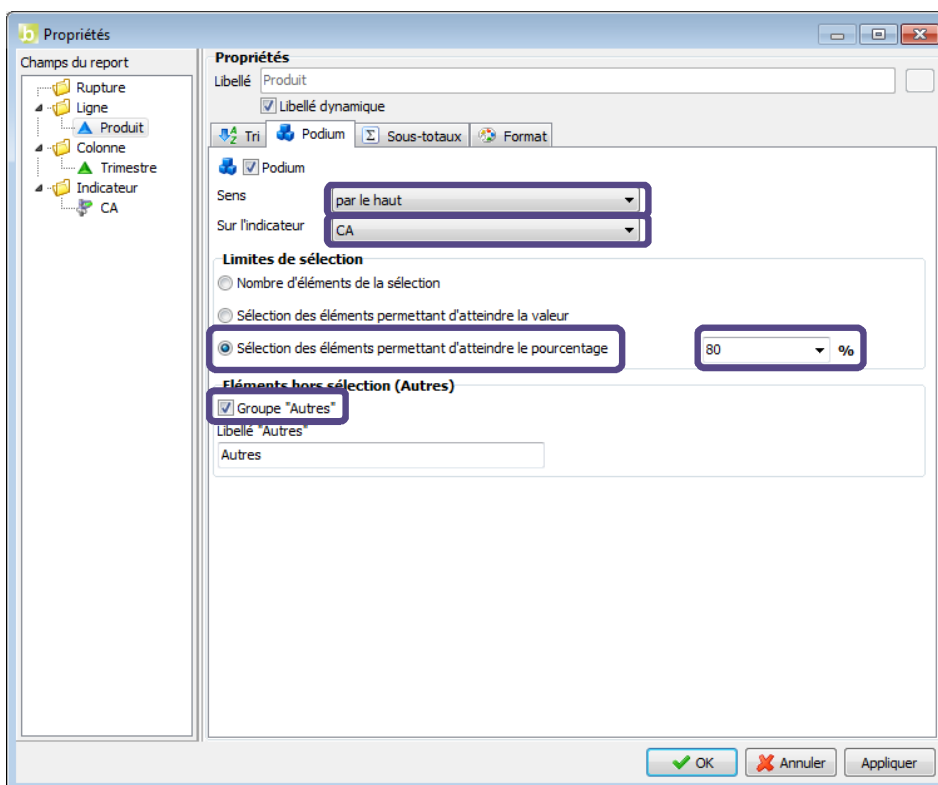 Propriétés
Champs du report
Rupture
Ligne
Produit
Colonne
Trimestre
Indicateur
CA
Propriétés
Libellé Produit
Libellé dynamique
Tri Podium Sous-totaux Format
Podium
Sens par le haut
Sur l'indicateur CA
Limites de sélection
Nombre d'éléments de la sélection
Sélection des éléments permettant d'atteindre la valeur
Sélection des éléments permettant d'atteindre le pourcentage 80 %
Eléments hors sélection (Autres)
Groupe "Autres"
Libellé "Autres"
Autres
OK Annuler Appliquer